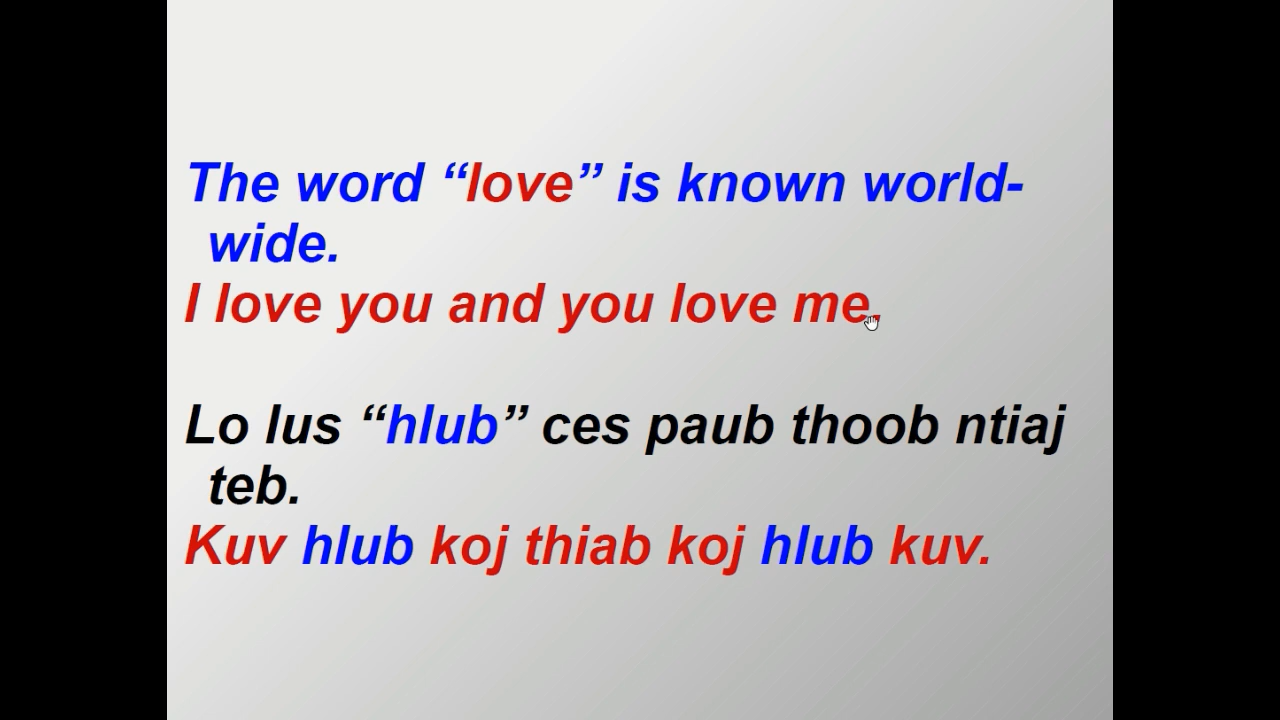 The word “love” is known world-
wide.
I love you and you love me.
Lo lus “hlub” ces paub thoob ntiaj
teb.
Kuv hlub koj thiab koj hlub kuv.